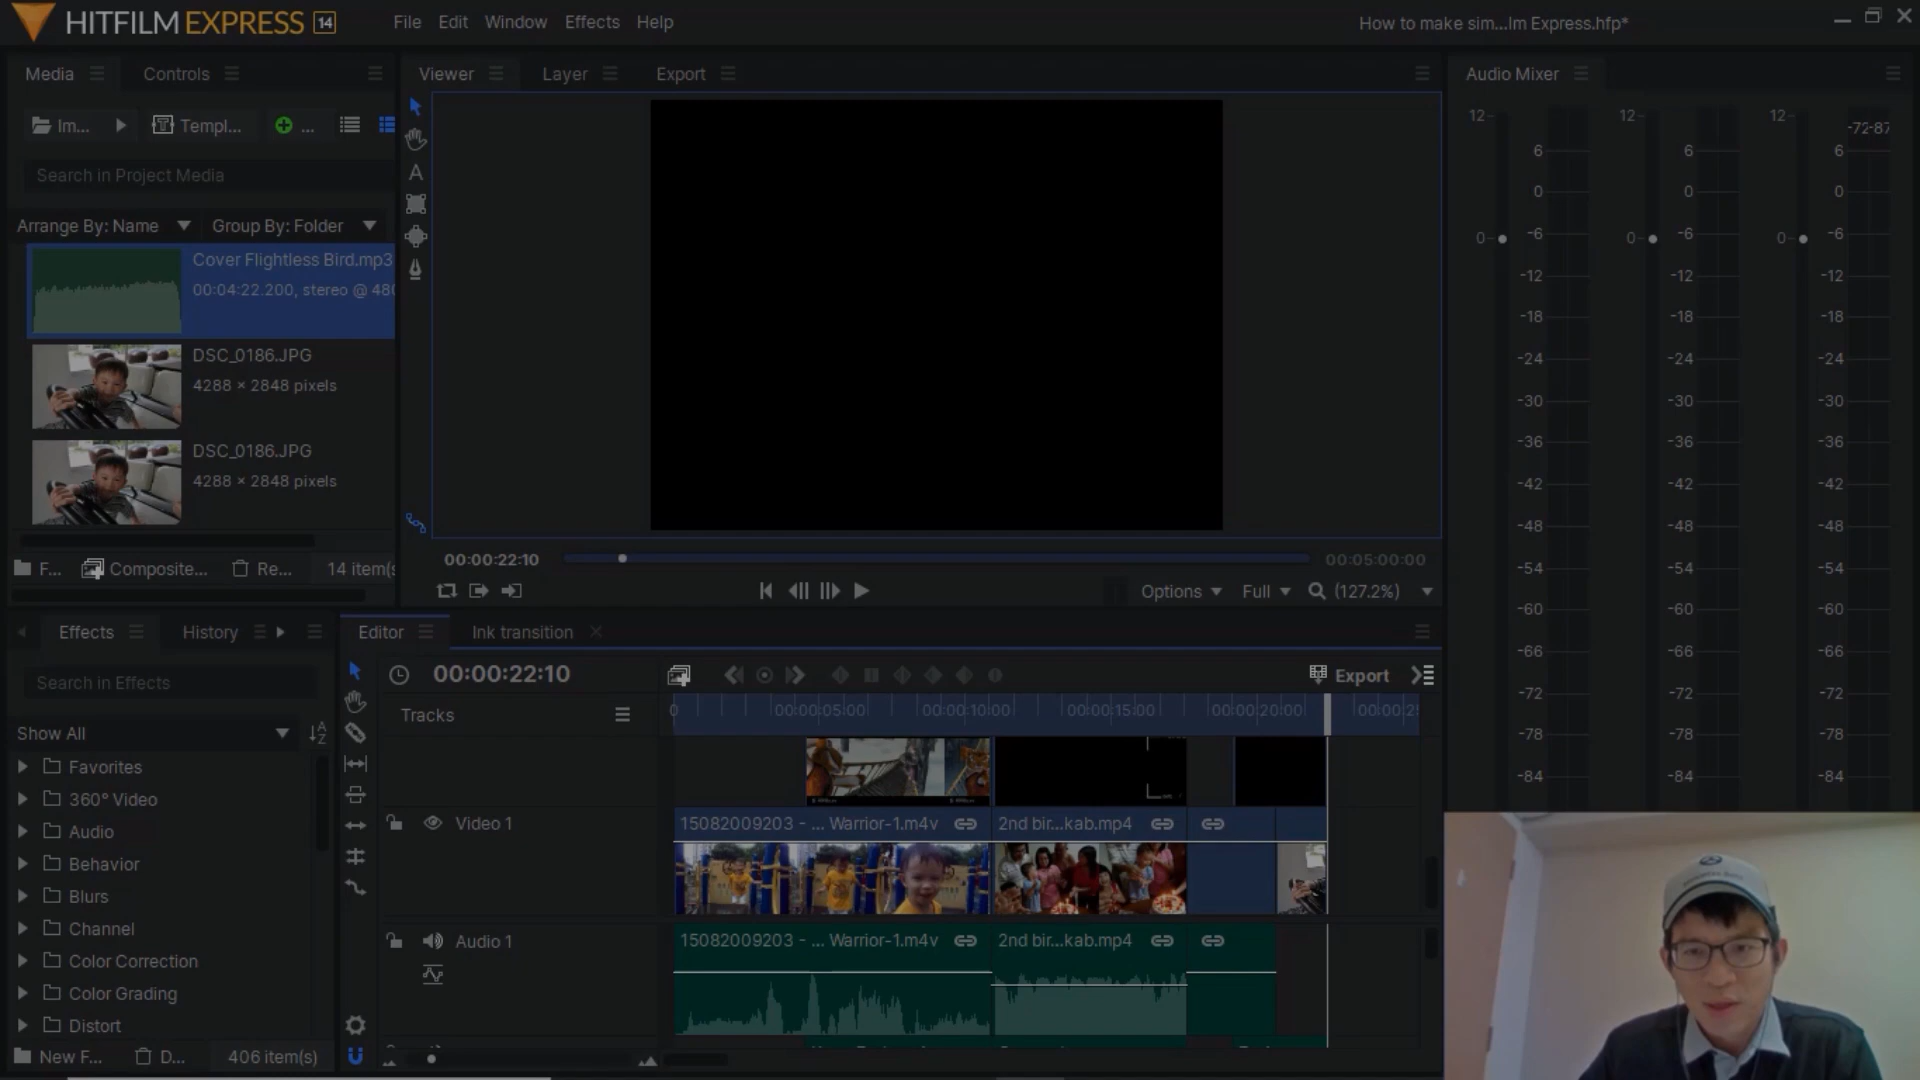 HITFILM EXPRESS 14
File Edit Window Effects Help
How to make sim...lm Express.hfp*
Media Controls
Viewer Layer Export
Audio Mixer
Im... Templ... ...
Search in Project Media
Arrange By: Name Group By: Folder
Cover Flightless Bird.mp3
00:04:22.200, stereo @ 480
DSC_0186.JPG
4288 × 2848 pixels
DSC_0186.JPG
4288 × 2848 pixels
F... Composite... Re... 14 item(s
00:00:22:10 00:05:00:00
Options Full (127.2%)
12 12 12 -72-87
6 6 6
0 0 0
0 -6 0 -6 0 -6
-12 -12 -12
-18 -18 -18
-24 -24 -24
-30 -30 -30
-36 -36 -36
-42 -42 -42
-48 -48 -48
-54 -54 -54
-60 -60 -60
-66 -66 -66
-72 -72 -72
-78 -78 -78
-84 -84 -84
Effects History
Search in Effects
Show All
Favorites
360° Video
Audio
Behavior
Blurs
Channel
Color Correction
Color Grading
Distort
New F... D... 406 item(s)
Editor Ink transition
00:00:22:10 Export
Tracks 0 00:00:05:00 00:00:10:00 00:00:15:00 00:00:20:00 00:00:25
Video 1 15082009203 - ... Warrior-1.m4v 2nd bir...kab.mp4
Audio 1 15082009203 - ... Warrior-1.m4v 2nd bir...kab.mp4